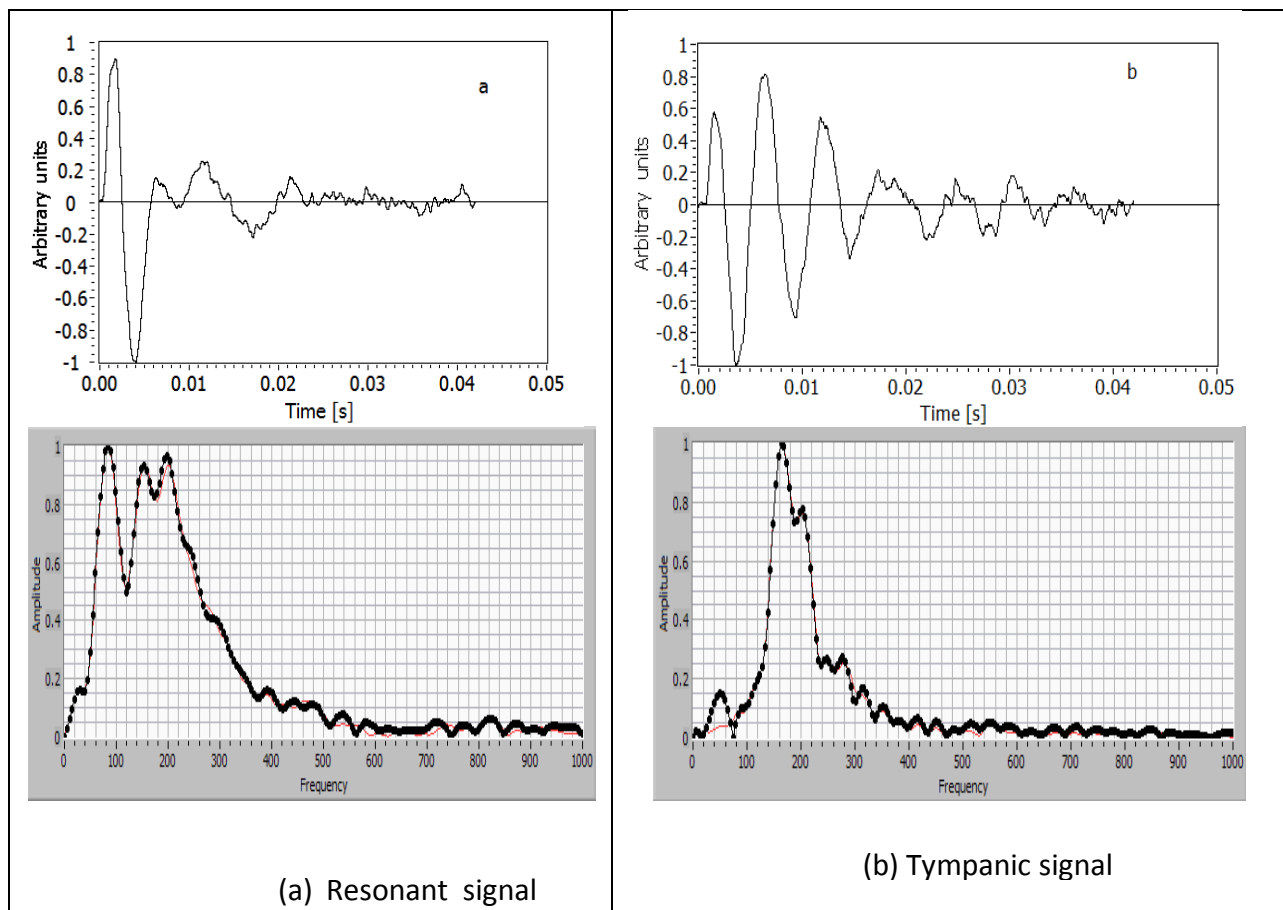 1
0.8
0.6
0.4
0.2
0
-0.2
-0.4
-0.6
-0.8
-1
Arbitrary units
a
0.00 0.01 0.02 0.03 0.04 0.05
Time [s]
1
0.8
0.6
0.4
0.2
0
Amplitude
0 100 200 300 400 500 600 700 800 900 1000
Frequency
(a) Resonant signal
1
0.8
0.6
0.4
0.2
0
-0.2
-0.4
-0.6
-0.8
-1
Arbitrary units
b
0.00 0.01 0.02 0.03 0.04 0.05
Time [s]
1
0.8
0.6
0.4
0.2
0
Amplitude
0 100 200 300 400 500 600 700 800 900 1000
Frequency
(b) Tympanic signal